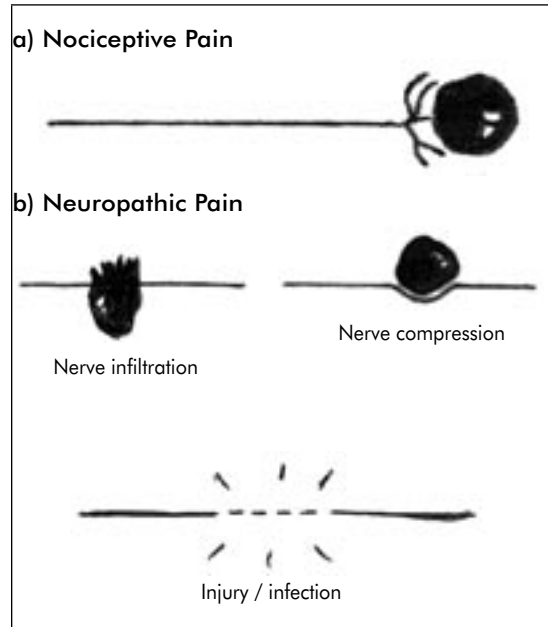 a) Nociceptive Pain
b) Neuropathic Pain
Nerve infiltration
Nerve compression
Injury / infection